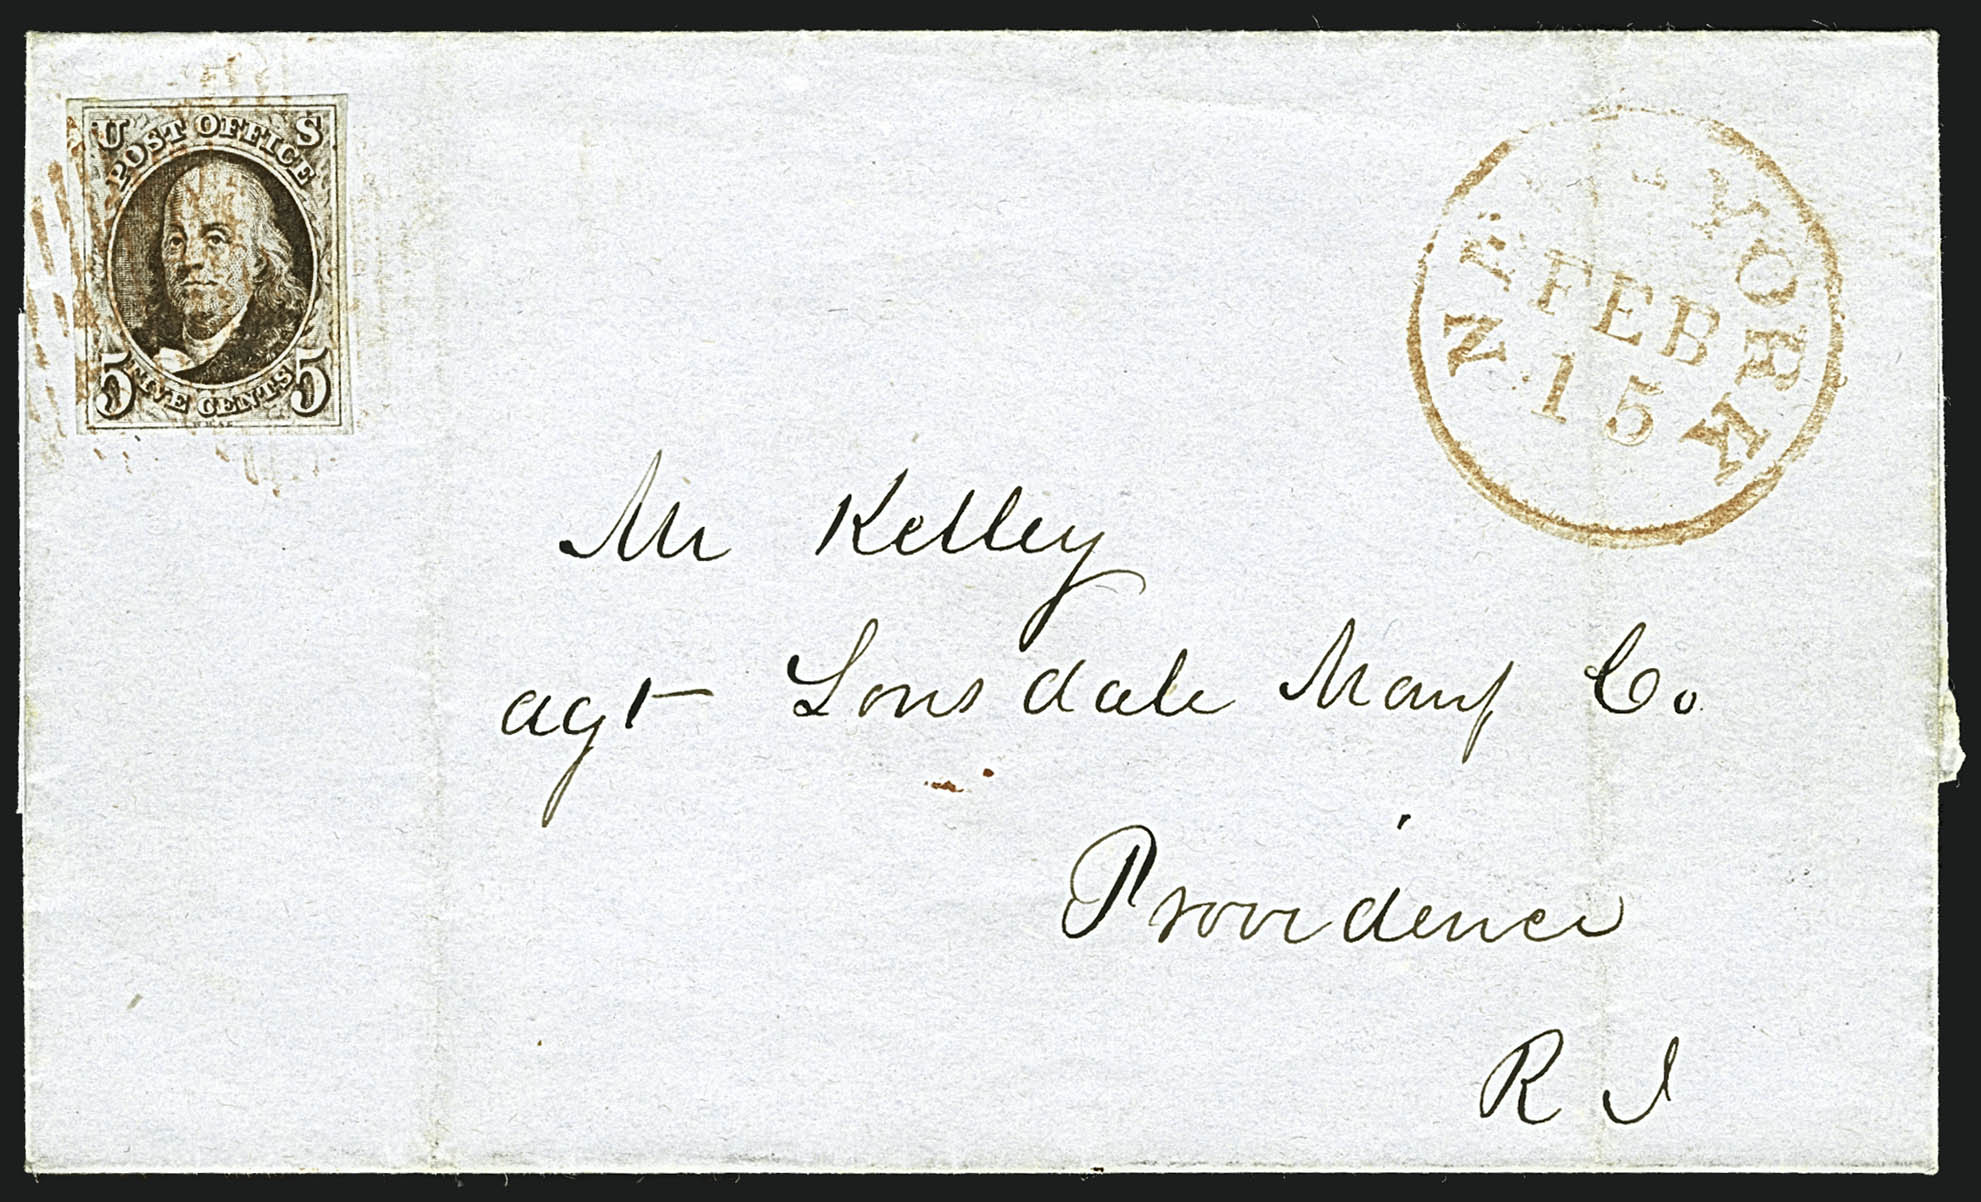 U S
POST OFFICE
5 FIVE CENTS 5
NEW YORK
FEB
15
Mr Kelley
agt Lonsdale Manf Co
Providence
R I